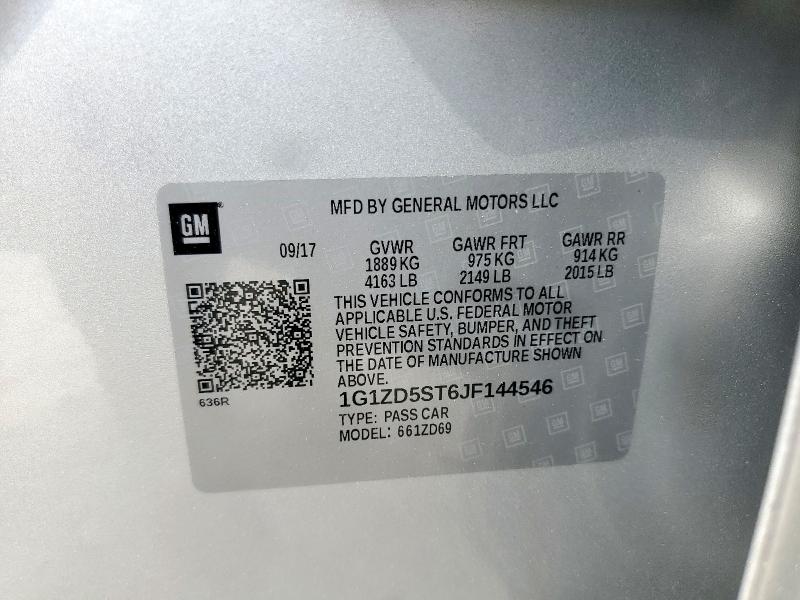 GM
MFD BY GENERAL MOTORS LLC
09/17
GVWR GAWR FRT GAWR RR
1889 KG 975 KG 914 KG
4163 LB 2149 LB 2015 LB
THIS VEHICLE CONFORMS TO ALL
APPLICABLE U.S. FEDERAL MOTOR
VEHICLE SAFETY, BUMPER, AND THEFT
PREVENTION STANDARDS IN EFFECT ON
THE DATE OF MANUFACTURE SHOWN
ABOVE.
636R
1G1ZD5ST6JF144546
TYPE: PASS CAR
MODEL: 661ZD69